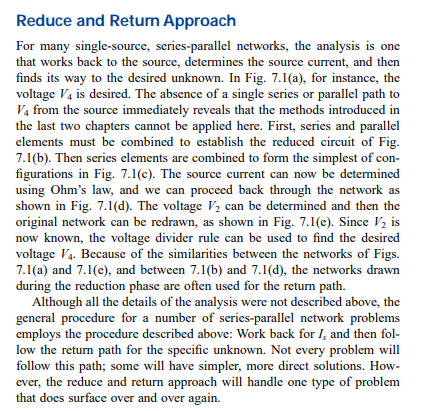 Reduce and Return Approach
For many single-source, series-parallel networks, the analysis is one
that works back to the source, determines the source current, and then
finds its way to the desired unknown. In Fig. 7.1(a), for instance, the
voltage V4 is desired. The absence of a single series or parallel path to
V4 from the source immediately reveals that the methods introduced in
the last two chapters cannot be applied here. First, series and parallel
elements must be combined to establish the reduced circuit of Fig.
7.1(b). Then series elements are combined to form the simplest of con-
figurations in Fig. 7.1(c). The source current can now be determined
using Ohm's law, and we can proceed back through the network as
shown in Fig. 7.1(d). The voltage V2 can be determined and then the
original network can be redrawn, as shown in Fig. 7.1(e). Since V2 is
now known, the voltage divider rule can be used to find the desired
voltage V4. Because of the similarities between the networks of Figs.
7.1(a) and 7.1(e), and between 7.1(b) and 7.1(d), the networks drawn
during the reduction phase are often used for the return path.
Although all the details of the analysis were not described above, the
general procedure for a number of series-parallel network problems
employs the procedure described above: Work back for Is and then fol-
low the return path for the specific unknown. Not every problem will
follow this path; some will have simpler, more direct solutions. How-
ever, the reduce and return approach will handle one type of problem
that does surface over and over again.